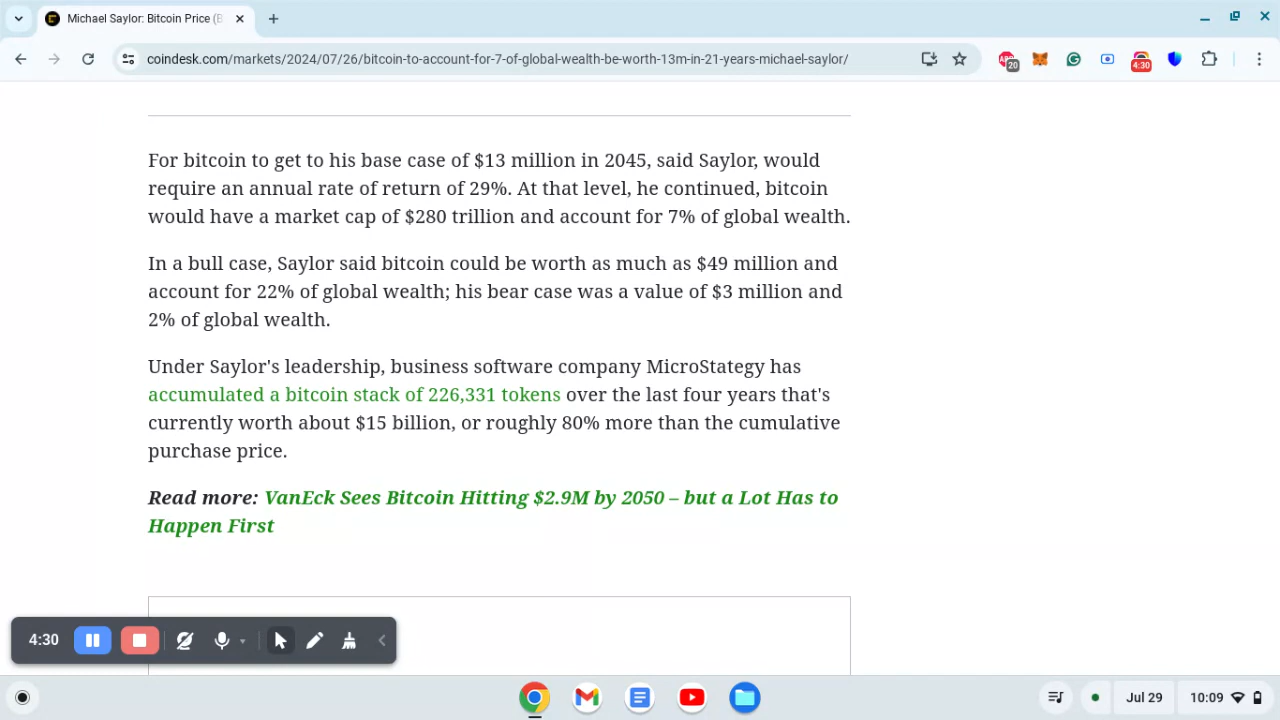 Michael Saylor: Bitcoin Price (B
coindesk.com/markets/2024/07/26/bitcoin-to-account-for-7-of-global-wealth-be-worth-13m-in-21-years-michael-saylor/
20
4:30
For bitcoin to get to his base case of $13 million in 2045, said Saylor, would
require an annual rate of return of 29%. At that level, he continued, bitcoin
would have a market cap of $280 trillion and account for 7% of global wealth.
In a bull case, Saylor said bitcoin could be worth as much as $49 million and
account for 22% of global wealth; his bear case was a value of $3 million and
2% of global wealth.
Under Saylor's leadership, business software company MicroStategy has
accumulated a bitcoin stack of 226,331 tokens over the last four years that's
currently worth about $15 billion, or roughly 80% more than the cumulative
purchase price.
Read more: VanEck Sees Bitcoin Hitting $2.9M by 2050 – but a Lot Has to
Happen First
4:30
Jul 29
10:09